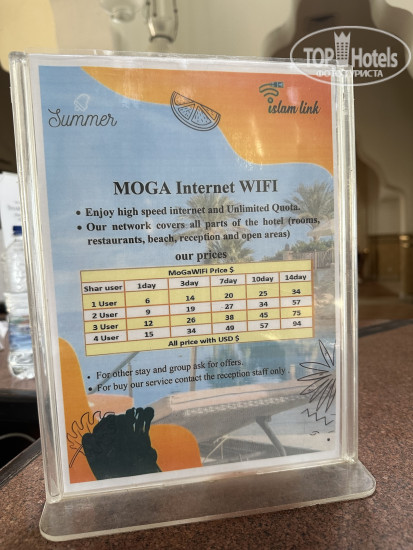 TOPHotels
ФОТО ТУРИСТА
Summer
islam link
MOGA Internet WIFI
• Enjoy high speed internet and Unlimited Quota.
• Our network covers all parts of the hotel (rooms,
restaurants, beach, reception and open areas)
our prices
MoGaWiFi Price $
Shar user 1day 3day 7day 10day 14day
1 User 6 14 20 25 34
2 User 9 19 27 34 57
3 User 12 26 38 45 75
4 User 15 34 49 57 94
All price with USD $
• For other stay and group ask for offers.
• For buy our service contact the reception staff only